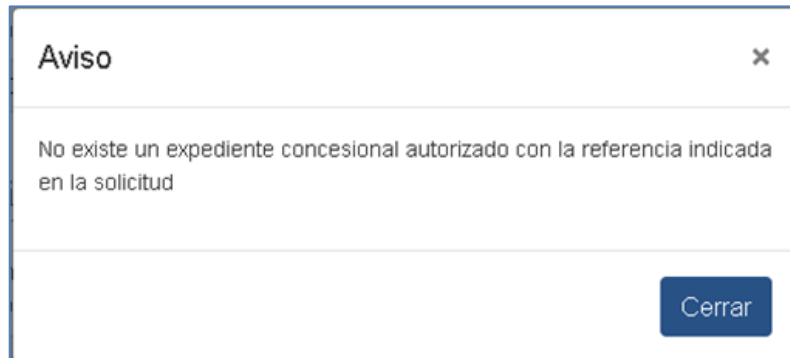 Aviso
×
No existe un expediente concesional autorizado con la referencia indicada
en la solicitud
Cerrar